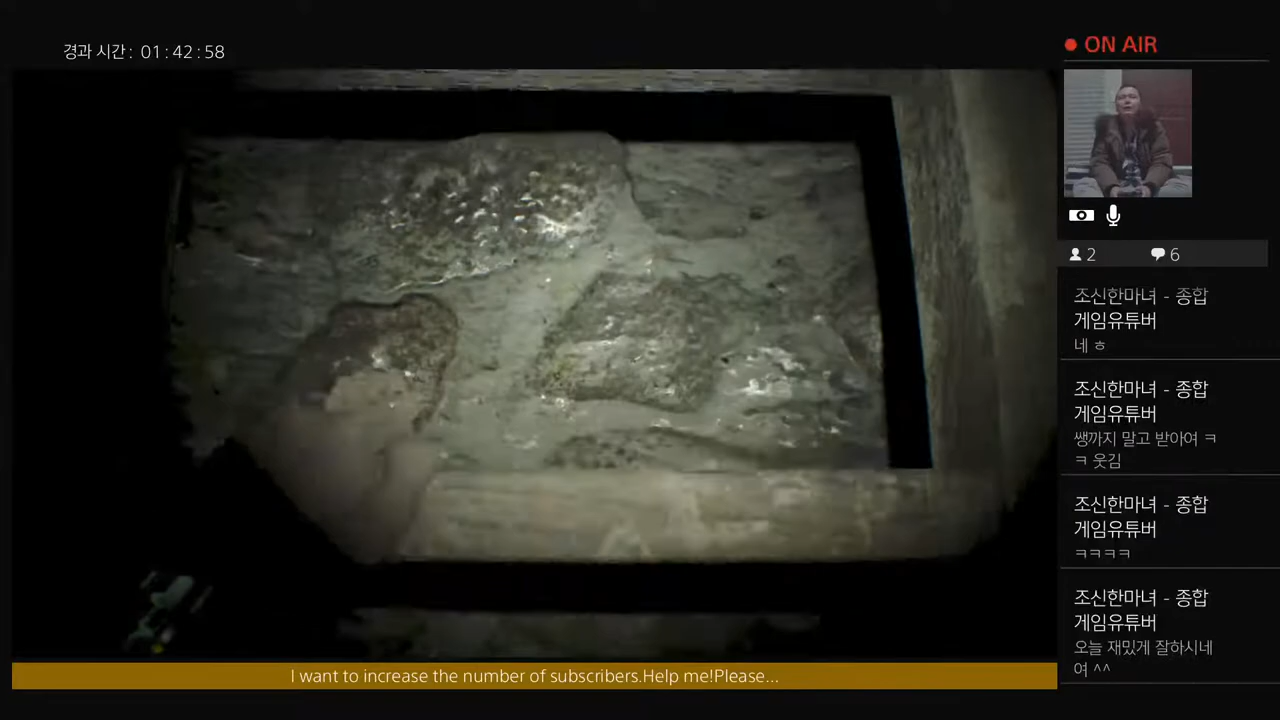 경과 시간: 01:42:58
ON AIR
2
6
조신한마녀 - 종합
게임유튜버
네 ㅎ
조신한마녀 - 종합
게임유튜버
쌩까지 말고 받아여 ㅋ
ㅋ 웃김
조신한마녀 - 종합
게임유튜버
ㅋㅋㅋㅋ
조신한마녀 - 종합
게임유튜버
오늘 재밌게 잘하시네
여 ^^
I want to increase the number of subscribers.Help me!Please...